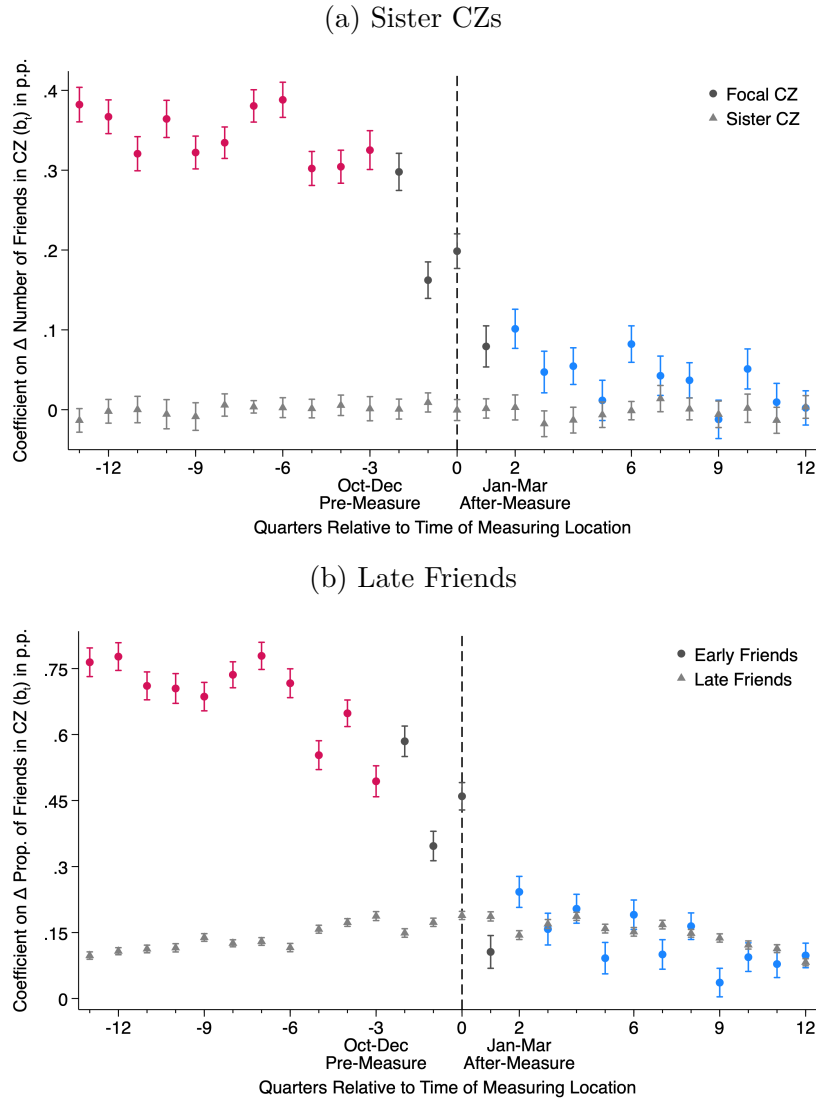 (a) Sister CZs
Coefficient on Δ Number of Friends in CZ (bᵢ) in p.p.
.4
.3
.2
.1
0
Focal CZ
Sister CZ
-12
-9
-6
-3
0
2
6
9
12
Oct-Dec
Pre-Measure
Jan-Mar
After-Measure
Quarters Relative to Time of Measuring Location
(b) Late Friends
Coefficient on Δ Prop. of Friends in CZ (bᵢ) in p.p.
.75
.6
.45
.3
.15
0
Early Friends
Late Friends
-12
-9
-6
-3
0
2
6
9
12
Oct-Dec
Pre-Measure
Jan-Mar
After-Measure
Quarters Relative to Time of Measuring Location